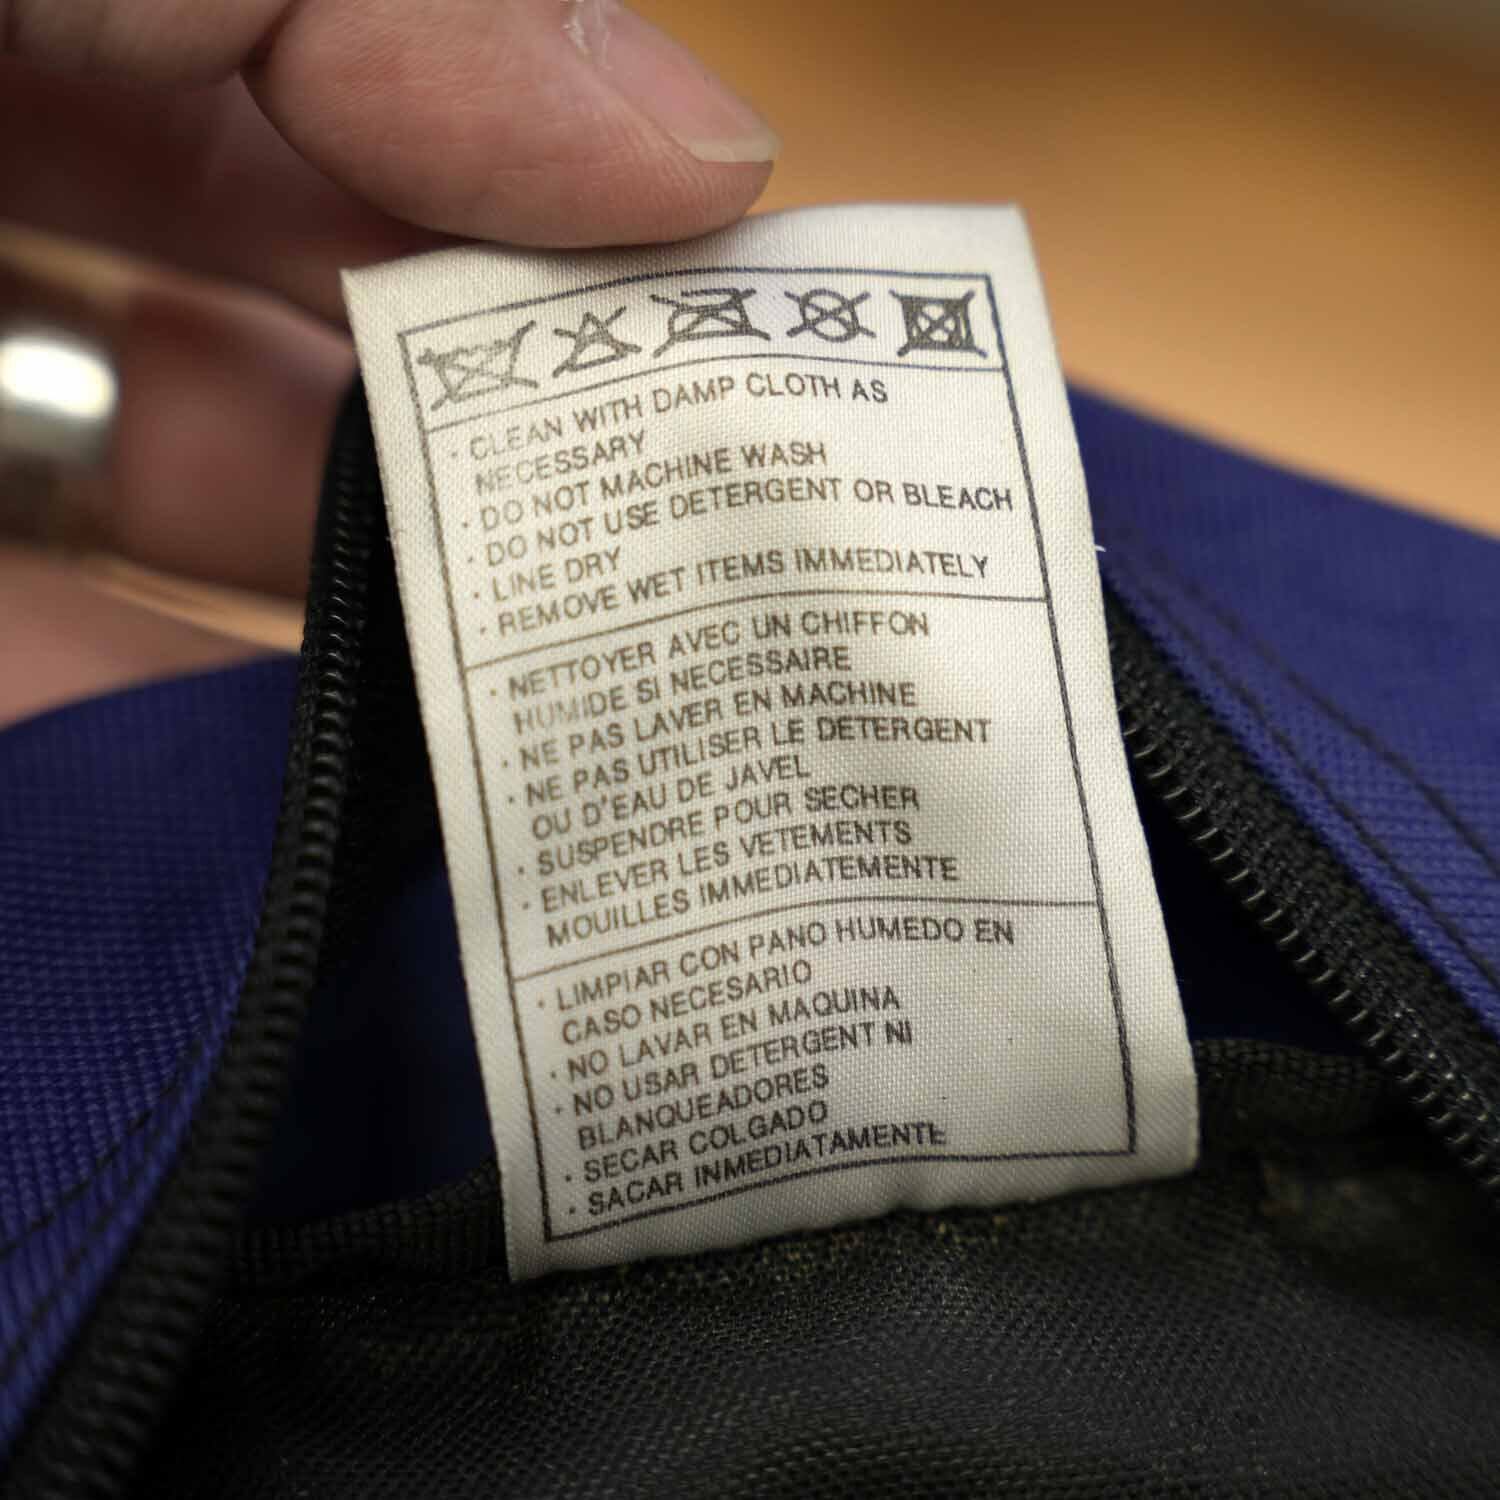 · CLEAN WITH DAMP CLOTH AS
NECESSARY
· DO NOT MACHINE WASH
· DO NOT USE DETERGENT OR BLEACH
· LINE DRY
· REMOVE WET ITEMS IMMEDIATELY
· NETTOYER AVEC UN CHIFFON
HUMIDE SI NECESSAIRE
· NE PAS LAVER EN MACHINE
· NE PAS UTILISER LE DETERGENT
OU D'EAU DE JAVEL
· SUSPENDRE POUR SECHER
· ENLEVER LES VETEMENTS
MOUILLES IMMEDIATEMENTE
· LIMPIAR CON PANO HUMEDO EN
CASO NECESARIO
· NO LAVAR EN MAQUINA
· NO USAR DETERGENT NI
BLANQUEADORES
· SECAR COLGADO
· SACAR INMEDIATAMENTE